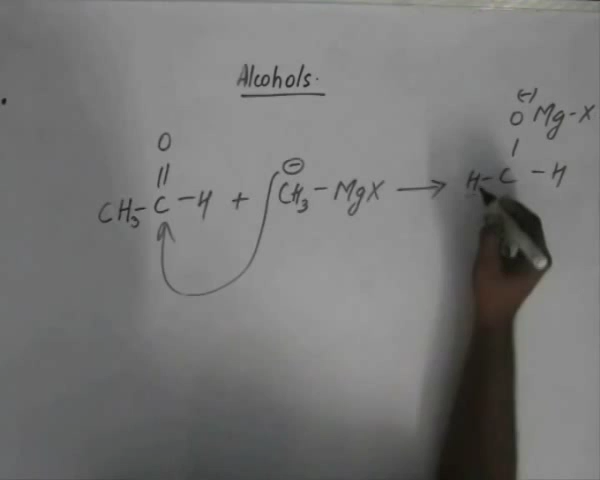 Alcohols.
(-)
O Mg-X
O
||
CH3-C-H + CH3-MgX → H-C-H